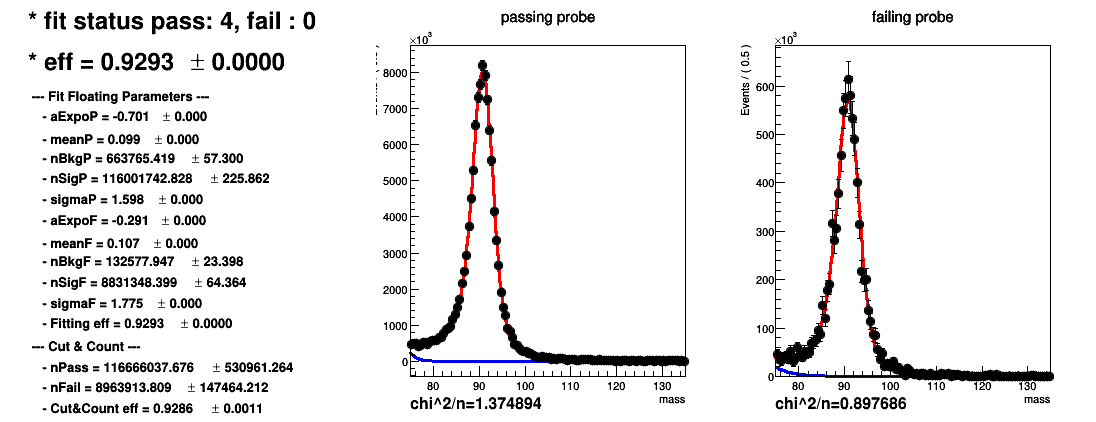 * fit status pass: 4, fail : 0
* eff = 0.9293 ± 0.0000
--- Fit Floating Parameters ---
- aExpoP = -0.701 ± 0.000
- meanP = 0.099 ± 0.000
- nBkgP = 663765.419 ± 57.300
- nSigP = 116001742.828 ± 225.862
- sigmaP = 1.598 ± 0.000
- aExpoF = -0.291 ± 0.000
- meanF = 0.107 ± 0.000
- nBkgF = 132577.947 ± 23.398
- nSigF = 8831348.399 ± 64.364
- sigmaF = 1.775 ± 0.000
- Fitting eff = 0.9293 ± 0.0000
--- Cut & Count ---
- nPass = 116666037.676 ± 530961.264
- nFail = 8963913.809 ± 147464.212
- Cut&Count eff = 0.9286 ± 0.0011
passing probe
×10³
8000
7000
6000
5000
4000
3000
2000
1000
0
80 90 100 110 120 130
mass
chi^2/n=1.374894
failing probe
×10³
Events / ( 0.5 )
600
500
400
300
200
100
0
80 90 100 110 120 130
mass
chi^2/n=0.897686